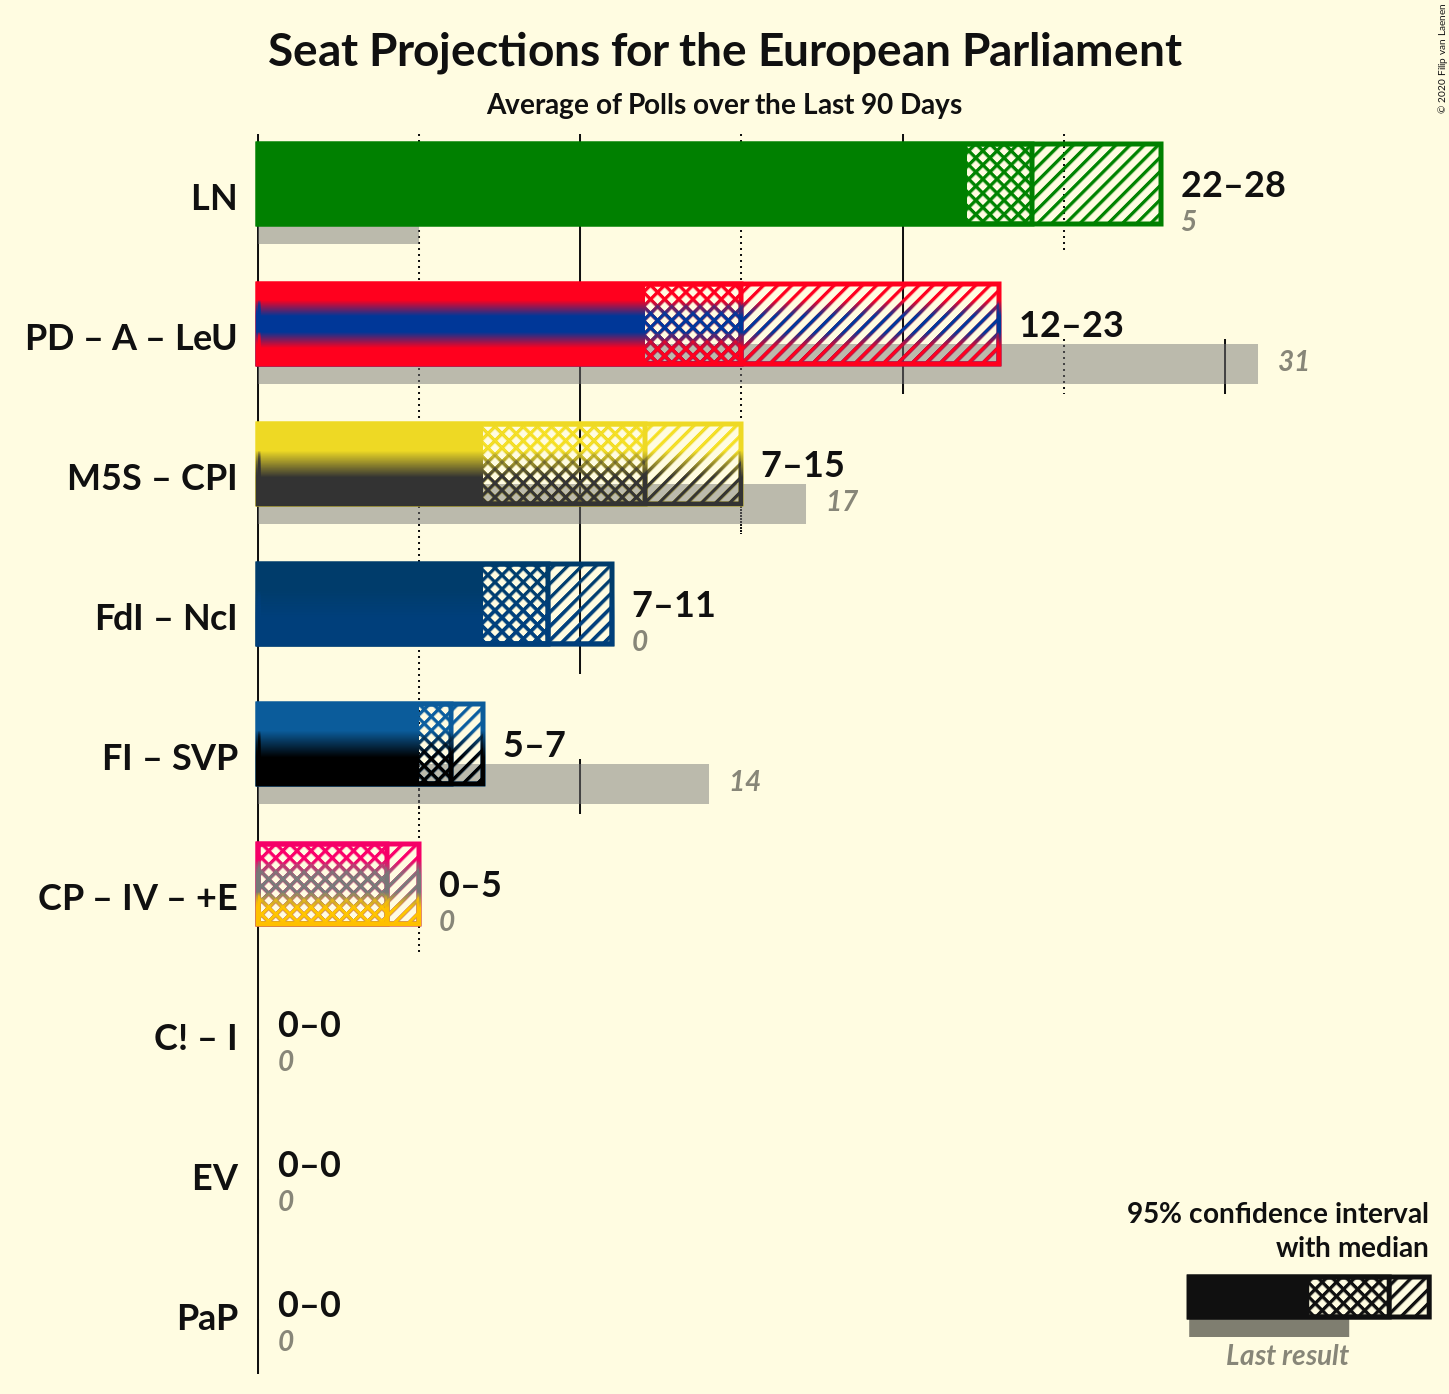 Seat Projections for the European Parliament
Average of Polls over the Last 90 Days
© 2020 Filip van Laenen
LN
22–28
5
PD – A – LeU
12–23
31
M5S – CPI
7–15
17
FdI – NcI
7–11
0
FI – SVP
5–7
14
CP – IV – +E
0–5
0
C! – I
0–0
0
EV
0–0
0
PaP
0–0
0
95% confidence interval
with median
Last result